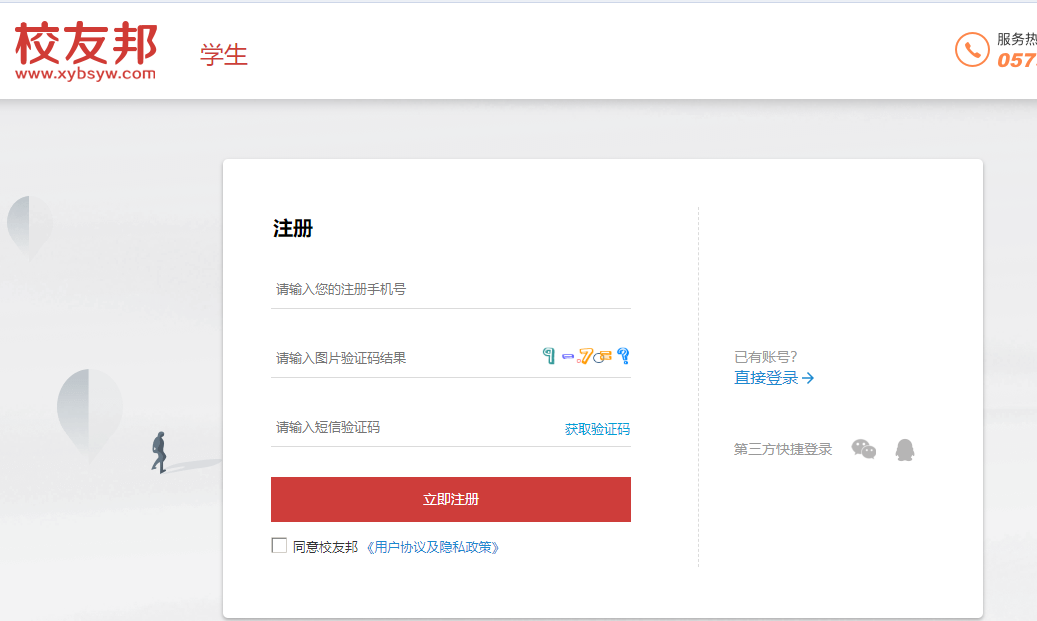 校友邦
www.xybsyw.com
学生
服务热
057
注册
请输入您的注册手机号
请输入图片验证码结果
9-7=?
请输入短信验证码
获取验证码
立即注册
同意校友邦《用户协议及隐私政策》
已有账号?
直接登录→
第三方快捷登录